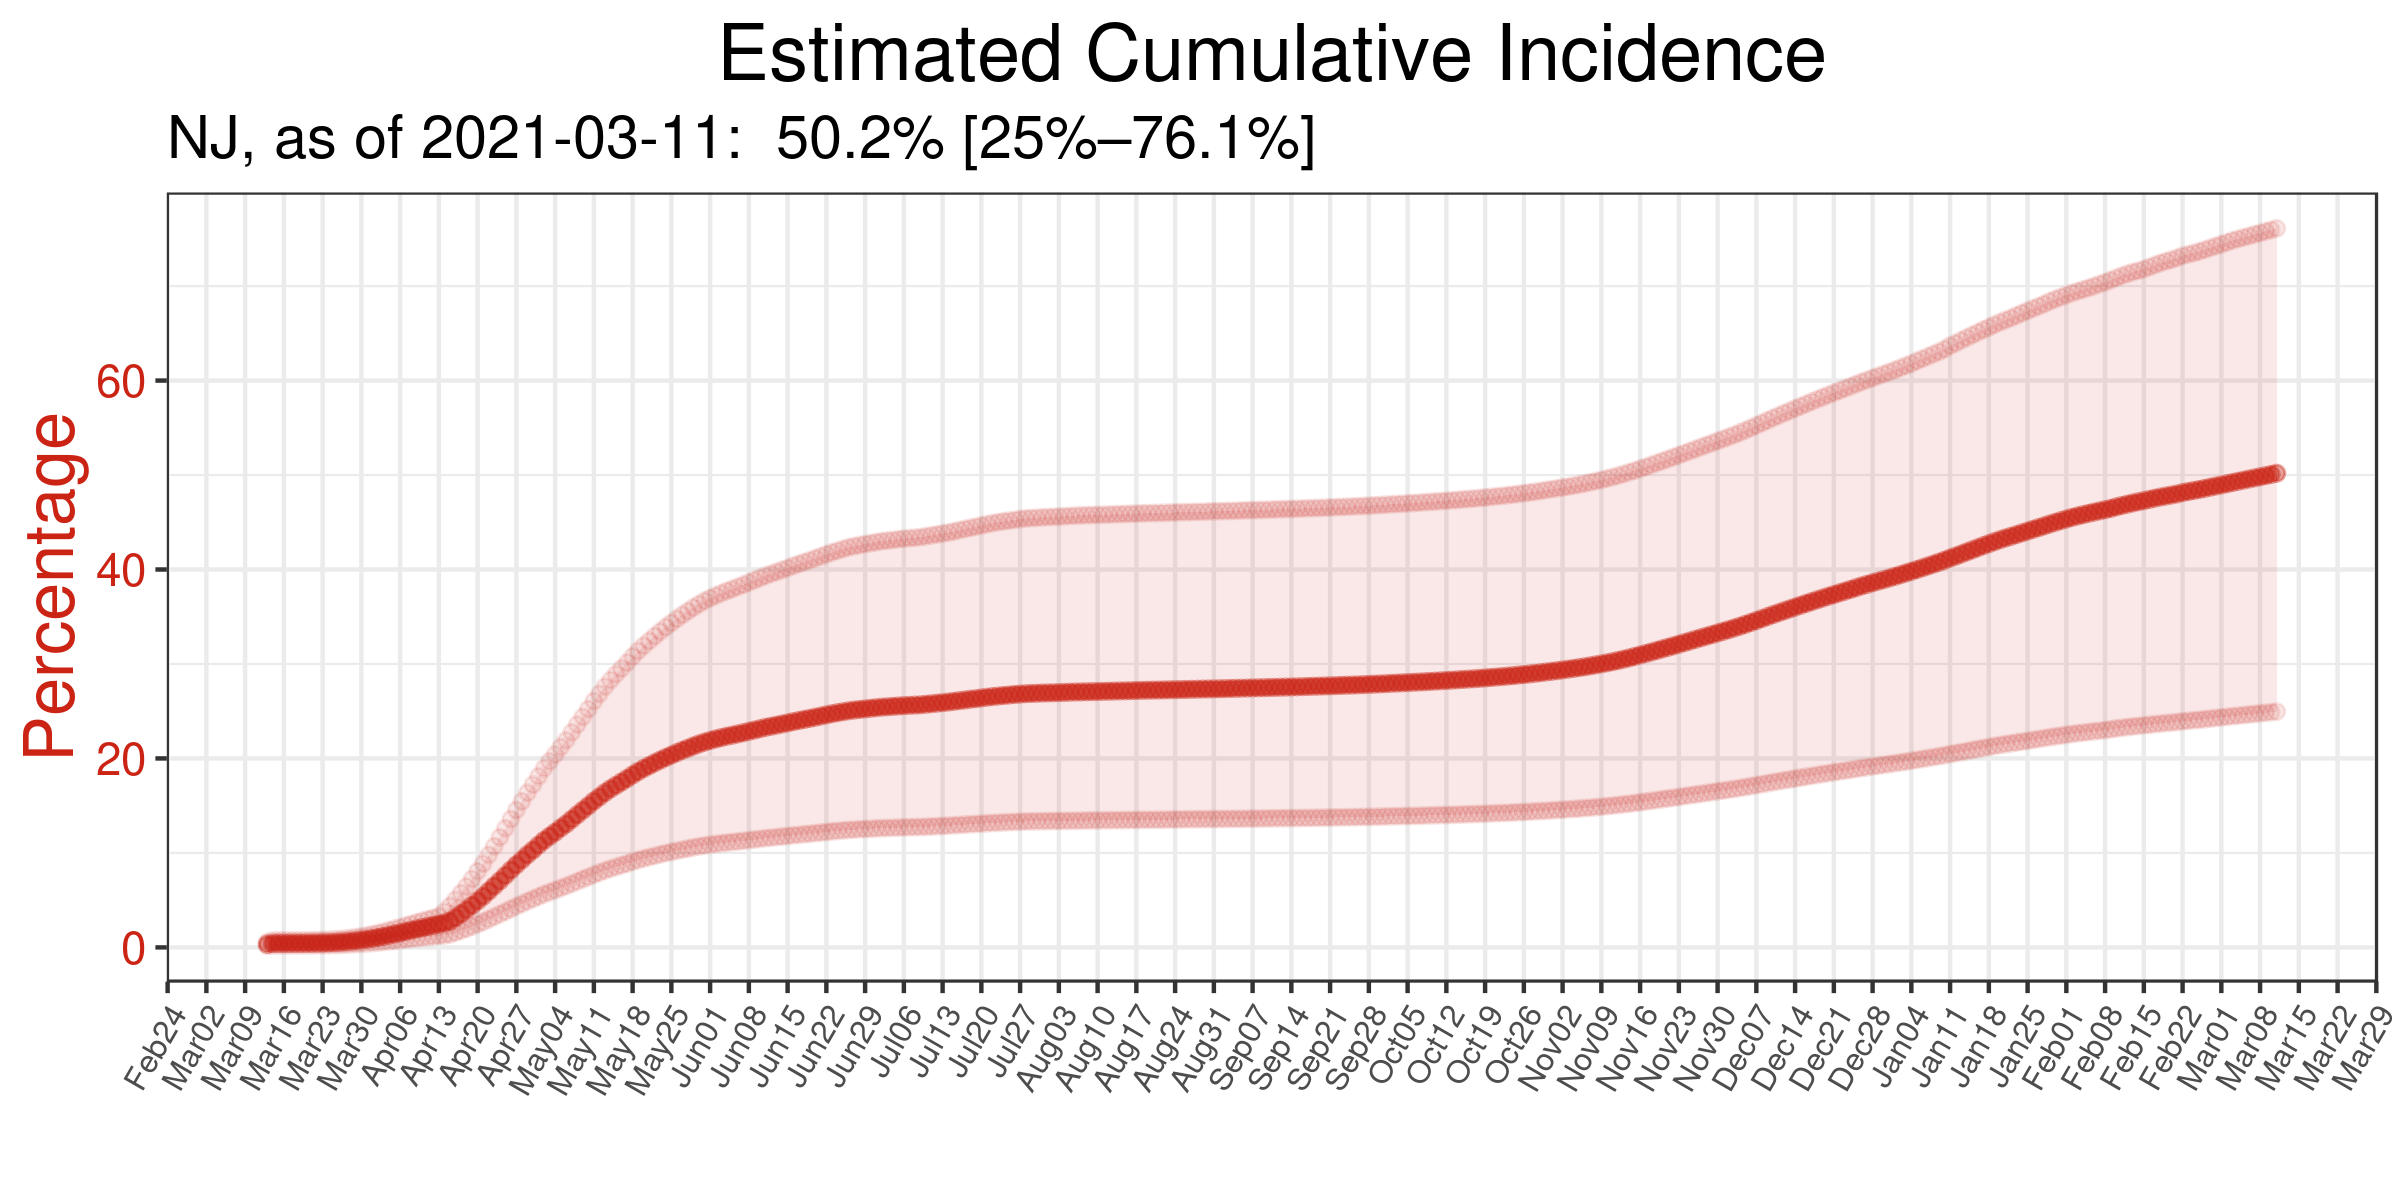 Estimated Cumulative Incidence
NJ, as of 2021-03-11:  50.2% [25%–76.1%]
Percentage
60
40
20
0
Feb24
Mar02
Mar09
Mar16
Mar23
Mar30
Apr06
Apr13
Apr20
Apr27
May04
May11
May18
May25
Jun01
Jun08
Jun15
Jun22
Jun29
Jul06
Jul13
Jul20
Jul27
Aug03
Aug10
Aug17
Aug24
Aug31
Sep07
Sep14
Sep21
Sep28
Oct05
Oct12
Oct19
Oct26
Nov02
Nov09
Nov16
Nov23
Nov30
Dec07
Dec14
Dec21
Dec28
Jan04
Jan11
Jan18
Jan25
Feb01
Feb08
Feb15
Feb22
Mar01
Mar08
Mar15
Mar22
Mar29